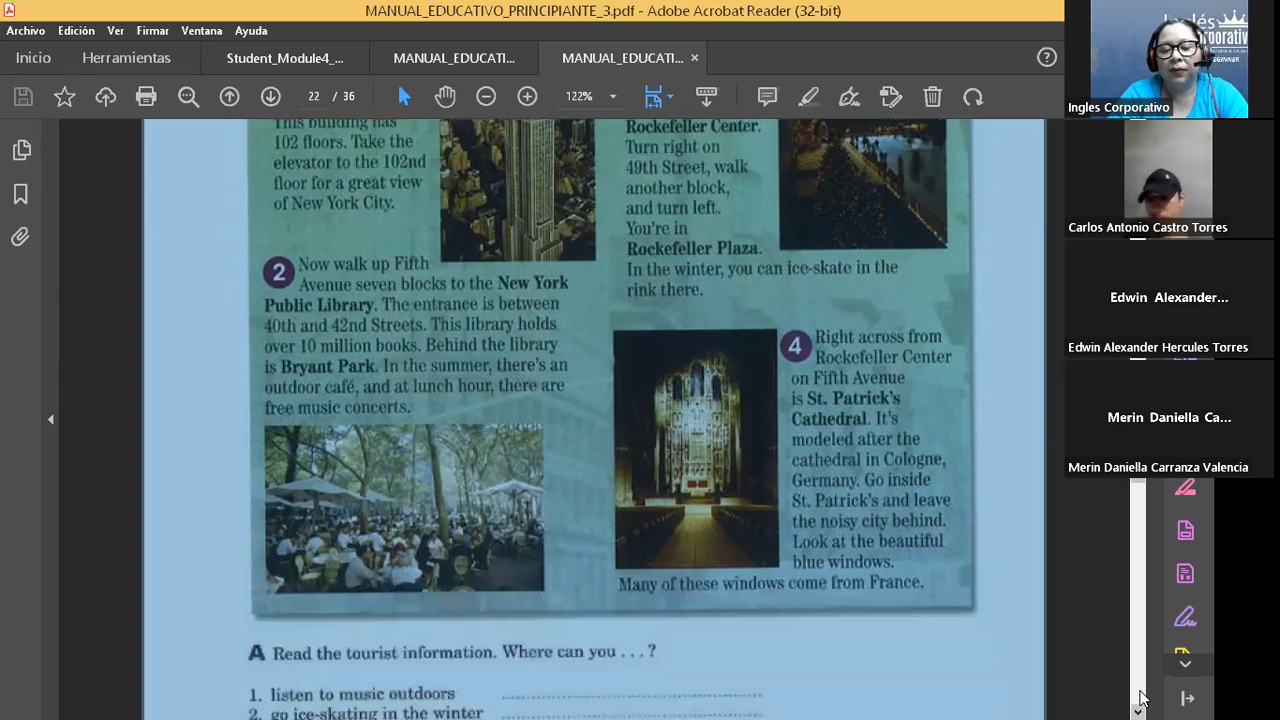 MANUAL_EDUCATIVO_PRINCIPIANTE_3.pdf - Adobe Acrobat Reader (32-bit)
Archivo Edición Ver Firmar Ventana Ayuda
Inicio Herramientas Student_Module4_... MANUAL_EDUCATI... MANUAL_EDUCATI... ×
22 / 36 122%
This building has
102 floors. Take the
elevator to the 102nd
floor for a great view
of New York City.
2 Now walk up Fifth
Avenue seven blocks to the New York
Public Library. The entrance is between
40th and 42nd Streets. This library holds
over 10 million books. Behind the library
is Bryant Park. In the summer, there's an
outdoor café, and at lunch hour, there are
free music concerts.
Rockefeller Center.
Turn right on
49th Street, walk
another block,
and turn left.
You're in
Rockefeller Plaza.
In the winter, you can ice-skate in the
rink there.
4 Right across from
Rockefeller Center
on Fifth Avenue
is St. Patrick's
Cathedral. It's
modeled after the
cathedral in Cologne,
Germany. Go inside
St. Patrick's and leave
the noisy city behind.
Look at the beautiful
blue windows.
Many of these windows come from France.
A Read the tourist information. Where can you . . . ?
1. listen to music outdoors
2. go ice-skating in the winter
Inglés
Corporativo
BEGINNER
Ingles Corporativo
Carlos Antonio Castro Torres
Edwin Alexander...
Edwin Alexander Hercules Torres
Merin Daniella Ca...
Merin Daniella Carranza Valencia